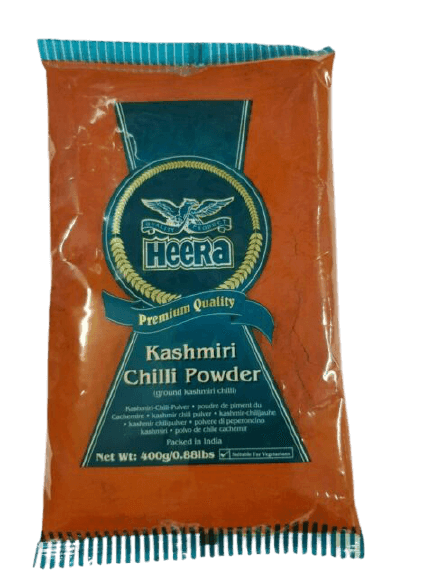 HEERa
Premium Quality
Kashmiri
Chilli Powder
(ground kashmiri chilli)
Kashmiri-Chili-Pulver • poudre de piment du
Cachemire • kashmir chili pulver • kashmir-chilijauhe
• kashmir chilipulver • polvere di peperoncino
kashmiri • polvo de chile cachemir
Packed in India
Net Wt: 400g/0.88lbs Suitable For Vegetarians